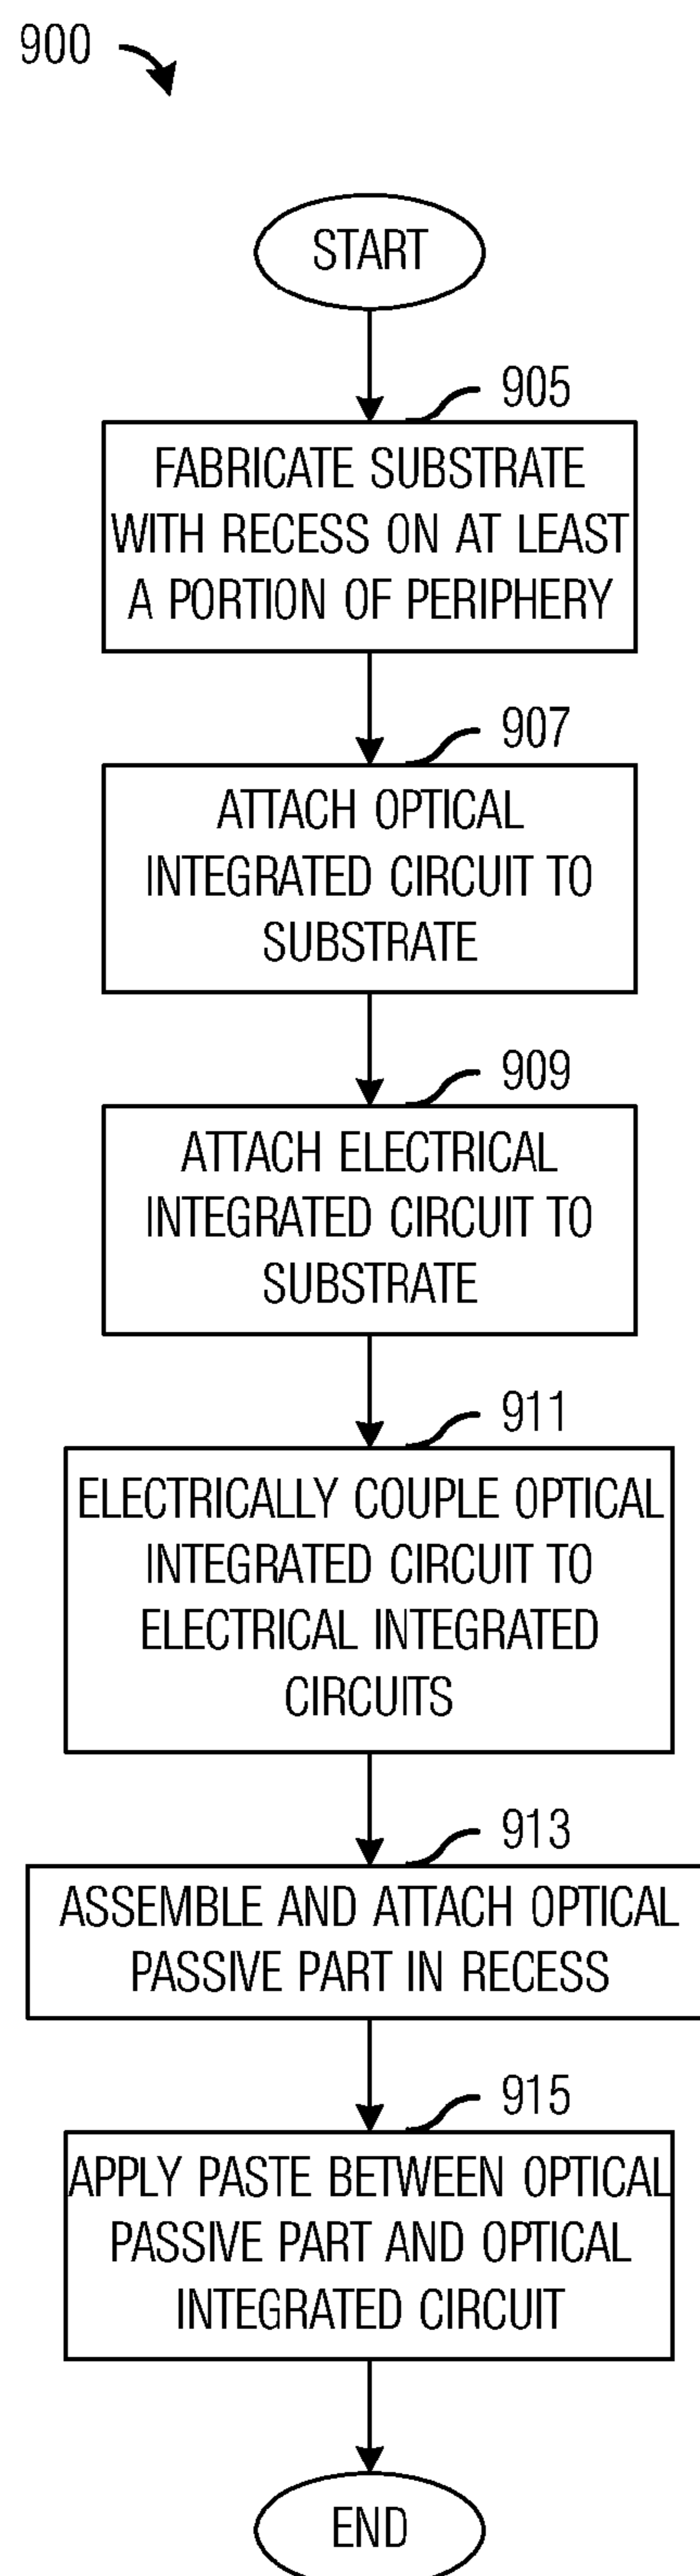 900
START
905
FABRICATE SUBSTRATE
WITH RECESS ON AT LEAST
A PORTION OF PERIPHERY
907
ATTACH OPTICAL
INTEGRATED CIRCUIT TO
SUBSTRATE
909
ATTACH ELECTRICAL
INTEGRATED CIRCUIT TO
SUBSTRATE
911
ELECTRICALLY COUPLE OPTICAL
INTEGRATED CIRCUIT TO
ELECTRICAL INTEGRATED
CIRCUITS
913
ASSEMBLE AND ATTACH OPTICAL
PASSIVE PART IN RECESS
915
APPLY PASTE BETWEEN OPTICAL
PASSIVE PART AND OPTICAL
INTEGRATED CIRCUIT
END